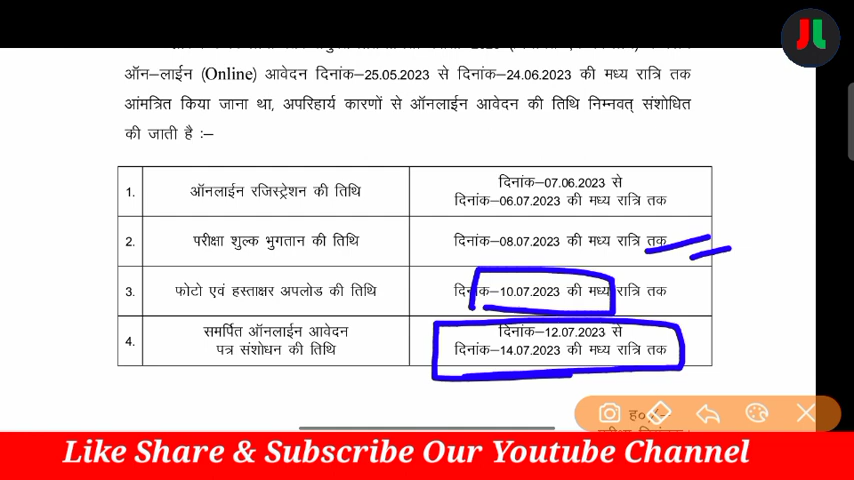 ऑन–लाईन (Online) आवेदन दिनांक–25.05.2023 से दिनांक–24.06.2023 की मध्य रात्रि तक
आंमत्रित किया जाना था, अपरिहार्य कारणों से ऑनलाईन आवेदन की तिथि निम्नवत् संशोधित
की जाती है :–
1. ऑनलाईन रजिस्ट्रेशन की तिथि दिनांक–07.06.2023 से
दिनांक–06.07.2023 की मध्य रात्रि तक
2. परीक्षा शुल्क भुगतान की तिथि दिनांक–08.07.2023 की मध्य रात्रि तक
3. फोटो एवं हस्ताक्षर अपलोड की तिथि दिनांक–10.07.2023 की मध्य रात्रि तक
4. समर्पित ऑनलाईन आवेदन
पत्र संशोधन की तिथि दिनांक–12.07.2023 से
दिनांक–14.07.2023 की मध्य रात्रि तक
Like Share & Subscribe Our Youtube Channel